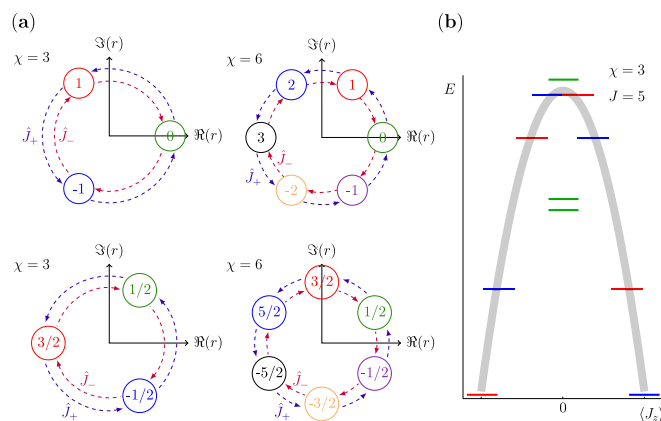 (a)
χ = 3
ℑ(r)
ℜ(r)
1
0
-1
Ĵ₊
Ĵ₋
χ = 6
ℑ(r)
ℜ(r)
2
1
3
0
-2
-1
Ĵ₋
Ĵ₊
χ = 3
ℑ(r)
ℜ(r)
1/2
3/2
-1/2
Ĵ₋
Ĵ₊
χ = 6
ℑ(r)
ℜ(r)
3/2
5/2
1/2
-5/2
-1/2
-3/2
Ĵ₋
Ĵ₊
(b)
E
χ = 3
J = 5
0
⟨J_z⟩